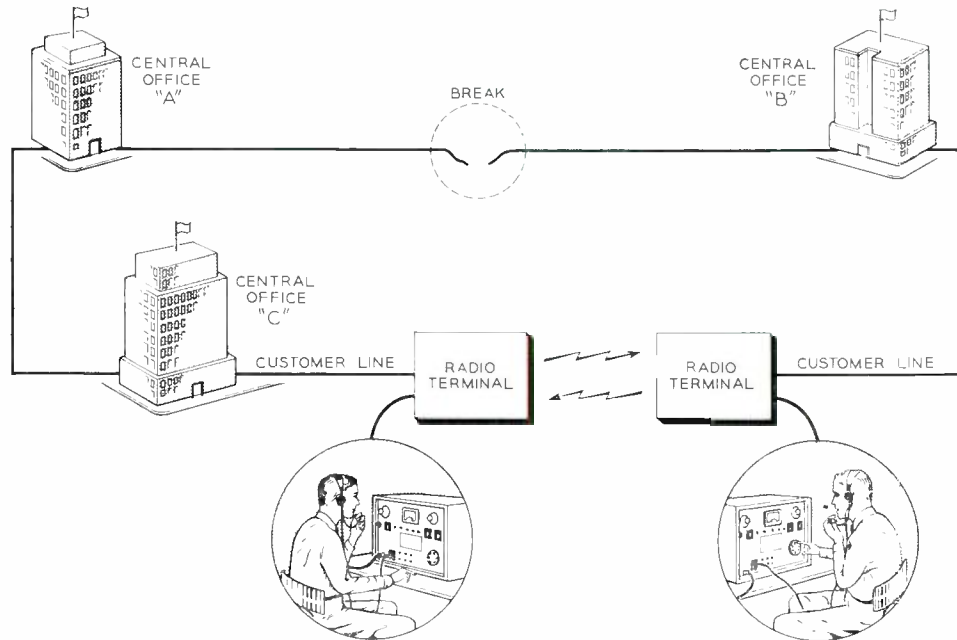 CENTRAL
OFFICE
"A"
BREAK
CENTRAL
OFFICE
"B"
CENTRAL
OFFICE
"C"
CUSTOMER LINE
RADIO
TERMINAL
RADIO
TERMINAL
CUSTOMER LINE